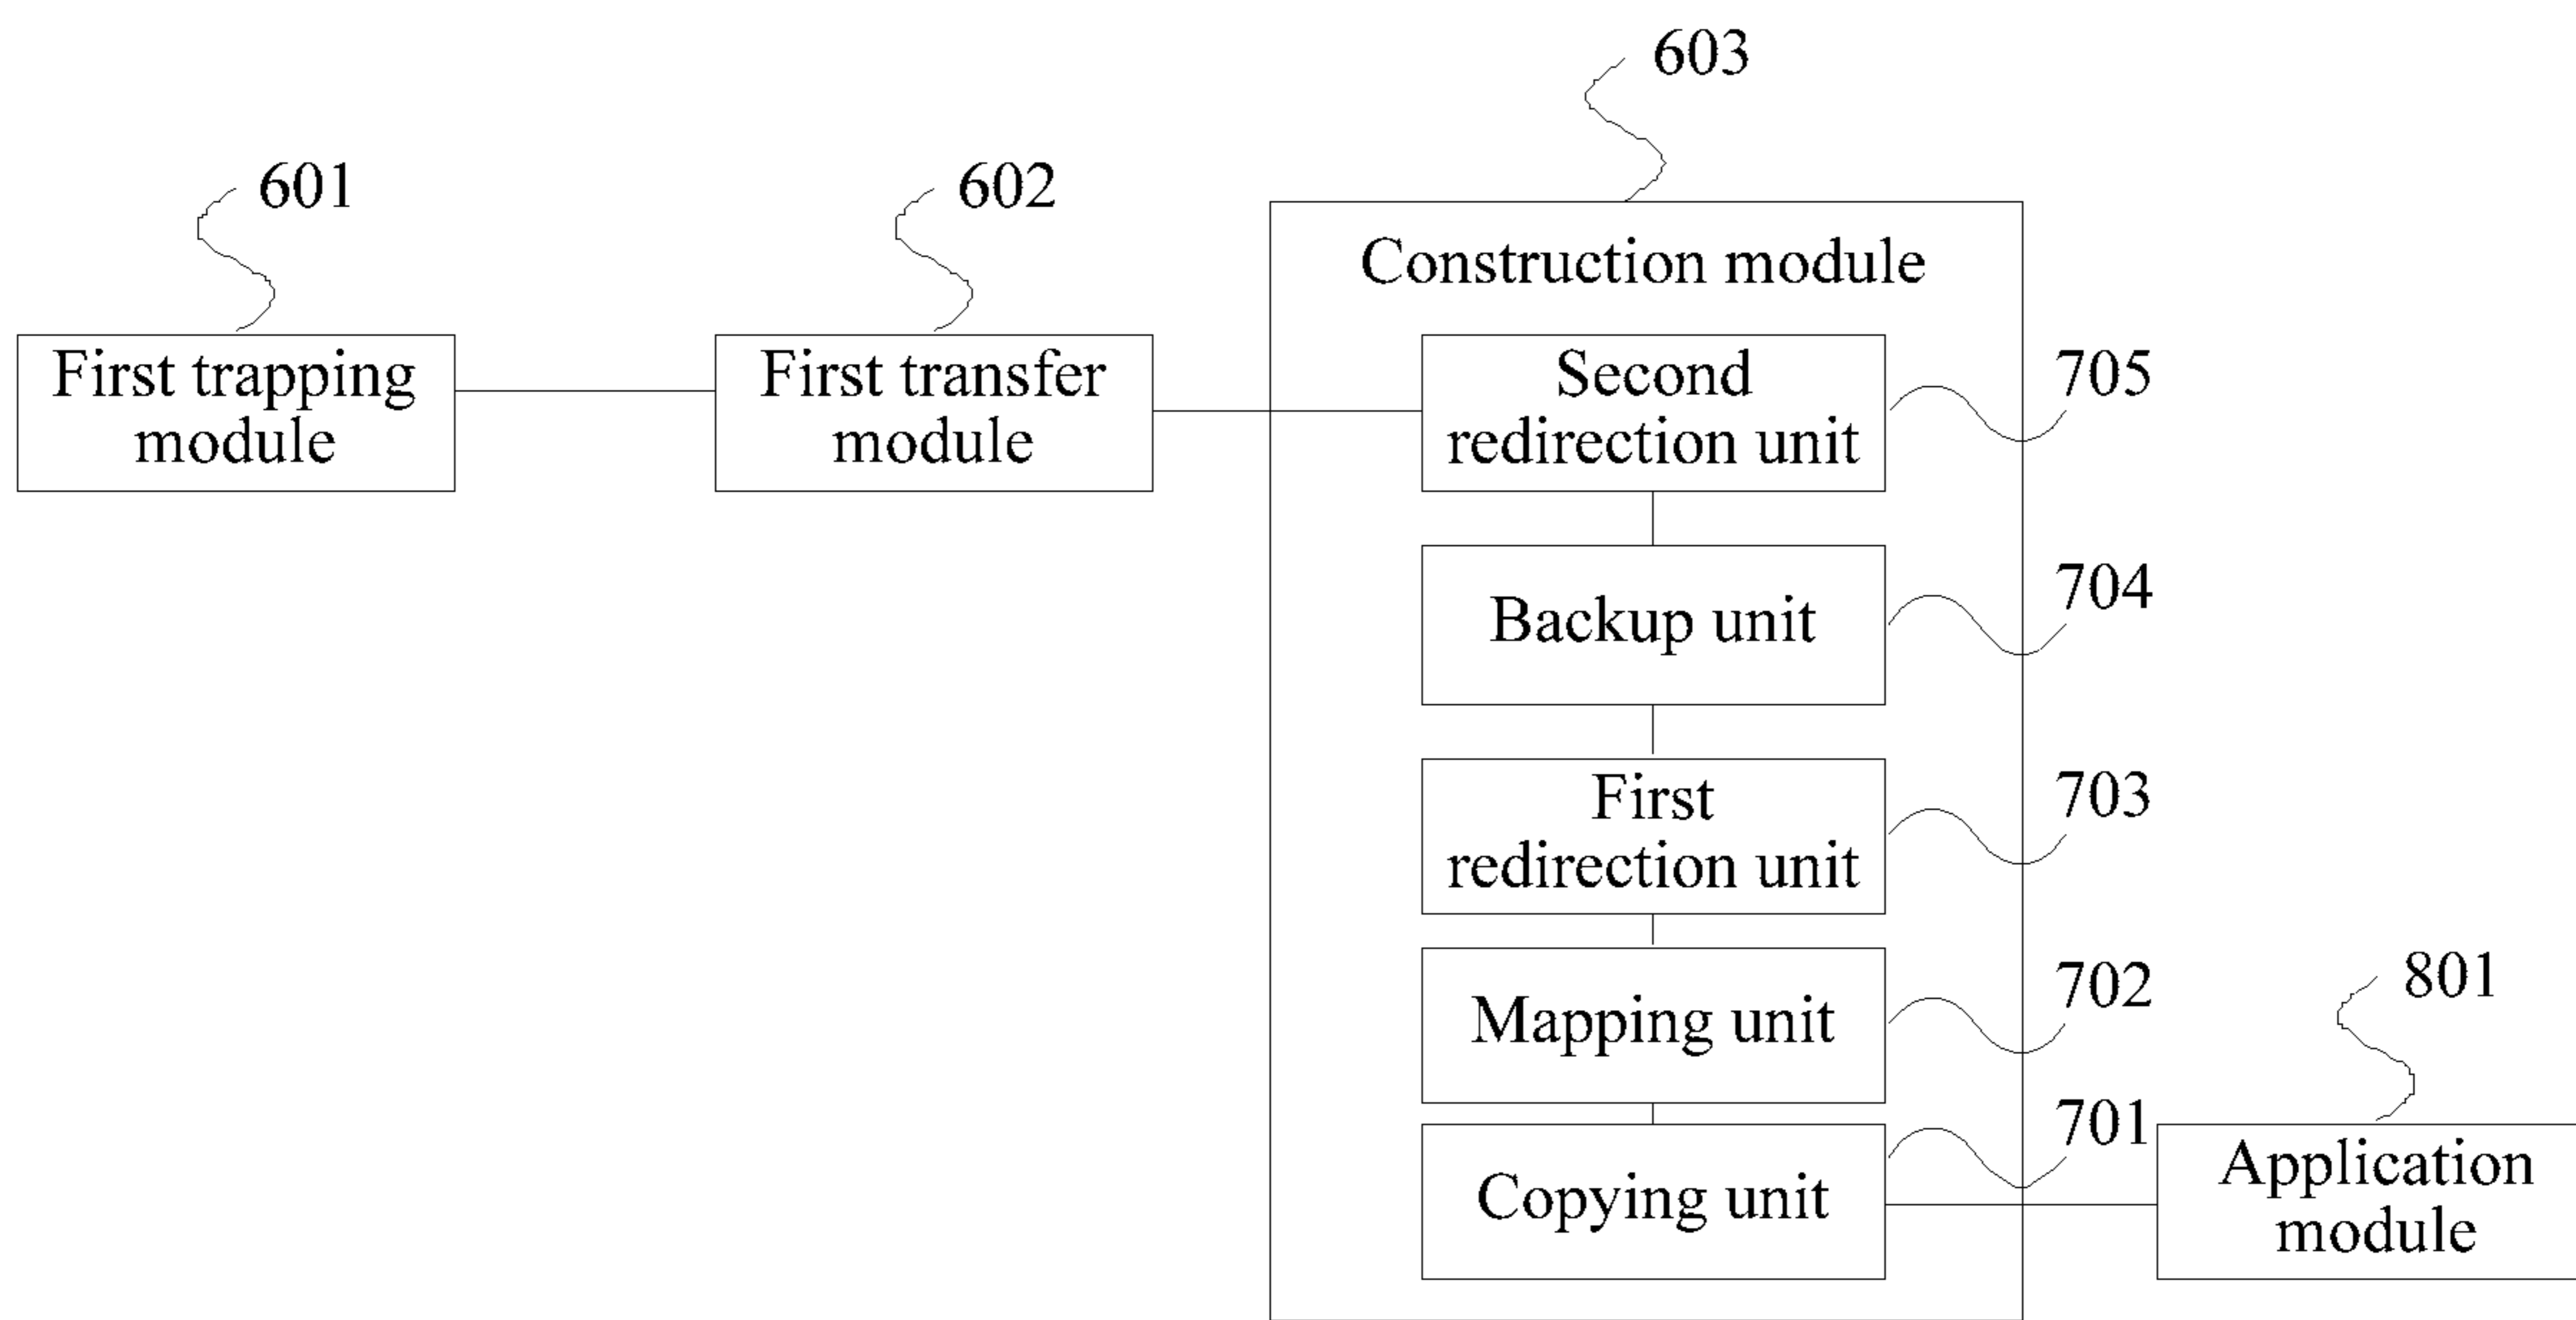 603
601
602
Construction module
First trapping
module
First transfer
module
Second
redirection unit
705
Backup unit
704
First
redirection unit
703
Mapping unit
702
801
701
Copying unit
Application
module